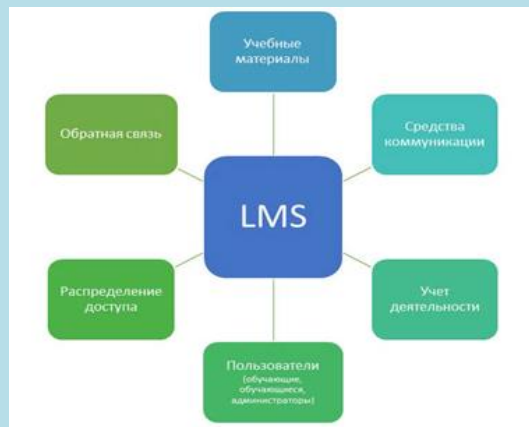 Учебные
материалы
Обратная связь
Средства
коммуникации
LMS
Распределение
доступа
Учет
деятельности
Пользователи
(обучающие,
обучающиеся,
администраторы)